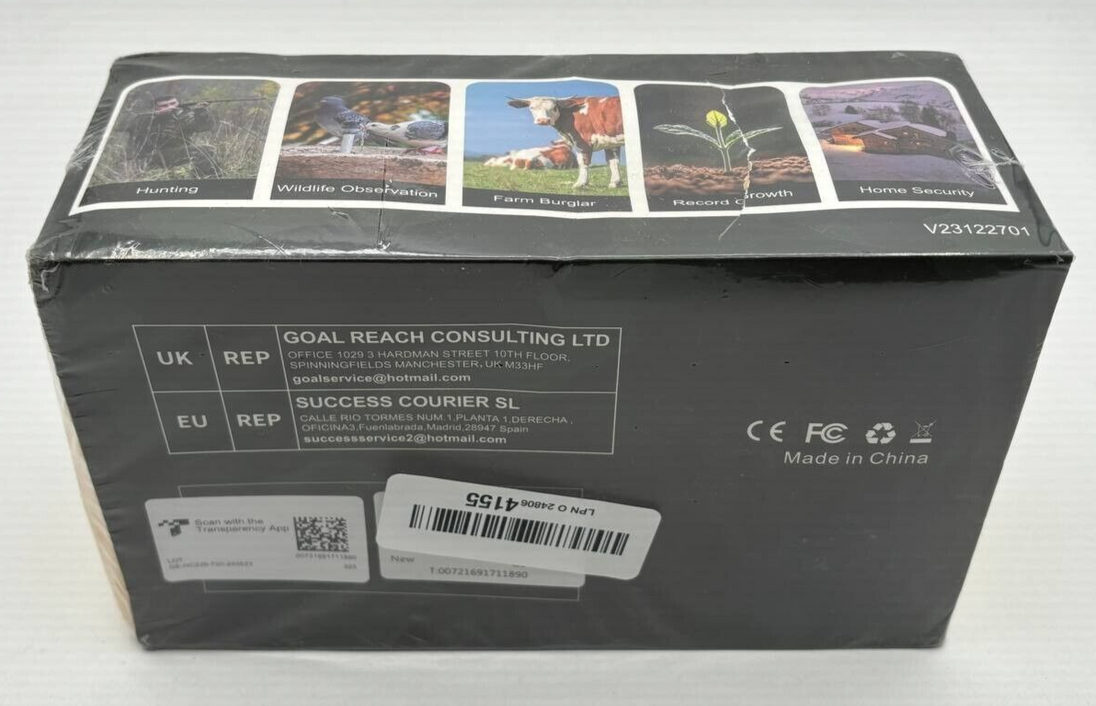 Hunting
Wildlife Observation
Farm Burglar
Record Growth
Home Security
V23122701
UK REP
GOAL REACH CONSULTING LTD
OFFICE 1029 3 HARDMAN STREET 10TH FLOOR,
SPINNINGFIELDS MANCHESTER, UK M33HF
goalservice@hotmail.com
EU REP
SUCCESS COURIER SL
CALLE RIO TORMES NUM.1.PLANTA 1,DERECHA,
OFICINA3,Fuenlabrada,Madrid,28947 Spain
successservice2@hotmail.com
CE FC
Made in China
Scan with the
Transparency App
00721691711890
LOT
LPN O 24806 4155
New
T:00721691711890